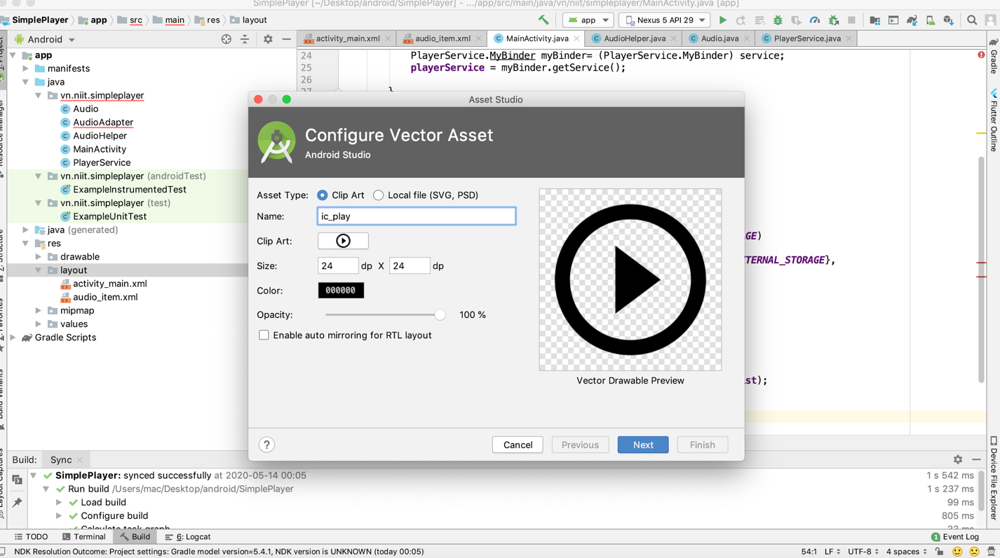 SimplePlayer [~/Desktop/android/SimplePlayer] - .../app/src/main/java/vn/niit/simpleplayer/MainActivity.java [app]
SimplePlayer app src main res layout
app Nexus 5 API 29
Android
activity_main.xml audio_item.xml MainActivity.java AudioHelper.java Audio.java PlayerService.java
app
manifests
java
vn.niit.simpleplayer
Audio
AudioAdapter
AudioHelper
MainActivity
PlayerService
vn.niit.simpleplayer (androidTest)
ExampleInstrumentedTest
vn.niit.simpleplayer (test)
ExampleUnitTest
java (generated)
res
drawable
layout
activity_main.xml
audio_item.xml
mipmap
values
Gradle Scripts
24 PlayerService.MyBinder myBinder= (PlayerService.MyBinder) service;
25 playerService = myBinder.getService();
26
27 }
GE)
TERNAL_STORAGE},
st);
Asset Studio
Configure Vector Asset
Android Studio
Asset Type: Clip Art Local file (SVG, PSD)
Name: ic_play
Clip Art:
Size: 24 dp X 24 dp
Color: 000000
Opacity: 100 %
Enable auto mirroring for RTL layout
Vector Drawable Preview
? Cancel Previous Next Finish
Gradle
Flutter Outline
Device File Explorer
Build: Sync
SimplePlayer: synced successfully at 2020-05-14 00:05 1 s 542 ms
Run build /Users/mac/Desktop/android/SimplePlayer 1 s 237 ms
Load build 99 ms
Configure build 805 ms
Calculate task graph 33 ms
TODO Terminal Build 6: Logcat 1 Event Log
NDK Resolution Outcome: Project settings: Gradle model version=5.4.1, NDK version is UNKNOWN (today 00:05) 54:1 LF UTF-8 4 spaces